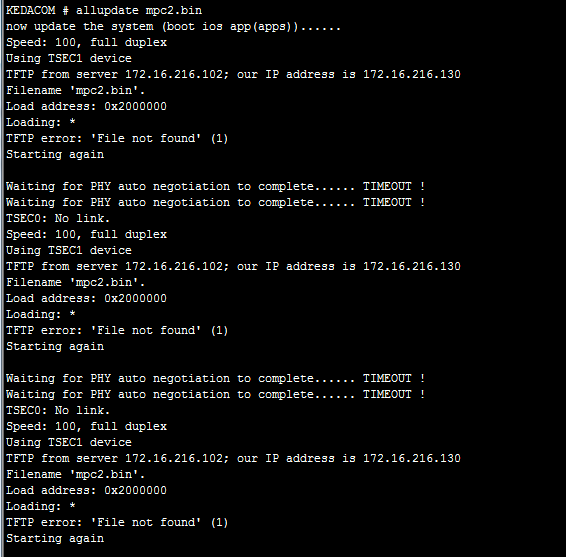 KEDACOM # allupdate mpc2.bin
now update the system (boot ios app(apps))......
Speed: 100, full duplex
Using TSEC1 device
TFTP from server 172.16.216.102; our IP address is 172.16.216.130
Filename 'mpc2.bin'.
Load address: 0x2000000
Loading: *
TFTP error: 'File not found' (1)
Starting again

Waiting for PHY auto negotiation to complete...... TIMEOUT !
Waiting for PHY auto negotiation to complete...... TIMEOUT !
TSEC0: No link.
Speed: 100, full duplex
Using TSEC1 device
TFTP from server 172.16.216.102; our IP address is 172.16.216.130
Filename 'mpc2.bin'.
Load address: 0x2000000
Loading: *
TFTP error: 'File not found' (1)
Starting again

Waiting for PHY auto negotiation to complete...... TIMEOUT !
Waiting for PHY auto negotiation to complete...... TIMEOUT !
TSEC0: No link.
Speed: 100, full duplex
Using TSEC1 device
TFTP from server 172.16.216.102; our IP address is 172.16.216.130
Filename 'mpc2.bin'.
Load address: 0x2000000
Loading: *
TFTP error: 'File not found' (1)
Starting again